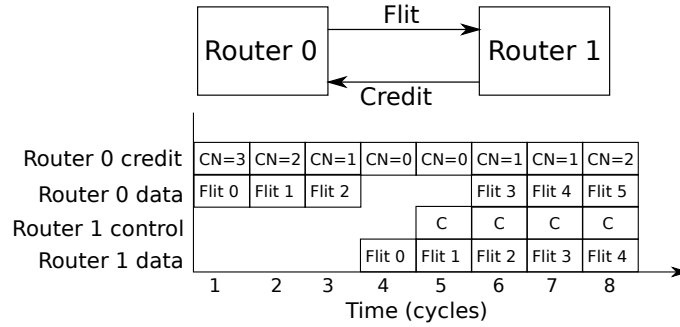 Flit
Router 0 Router 1
Credit
Router 0 credit CN=3 CN=2 CN=1 CN=0 CN=0 CN=1 CN=1 CN=2
Router 0 data Flit 0 Flit 1 Flit 2 Flit 3 Flit 4 Flit 5
Router 1 control C C C C
Router 1 data Flit 0 Flit 1 Flit 2 Flit 3 Flit 4
1 2 3 4 5 6 7 8
Time (cycles)